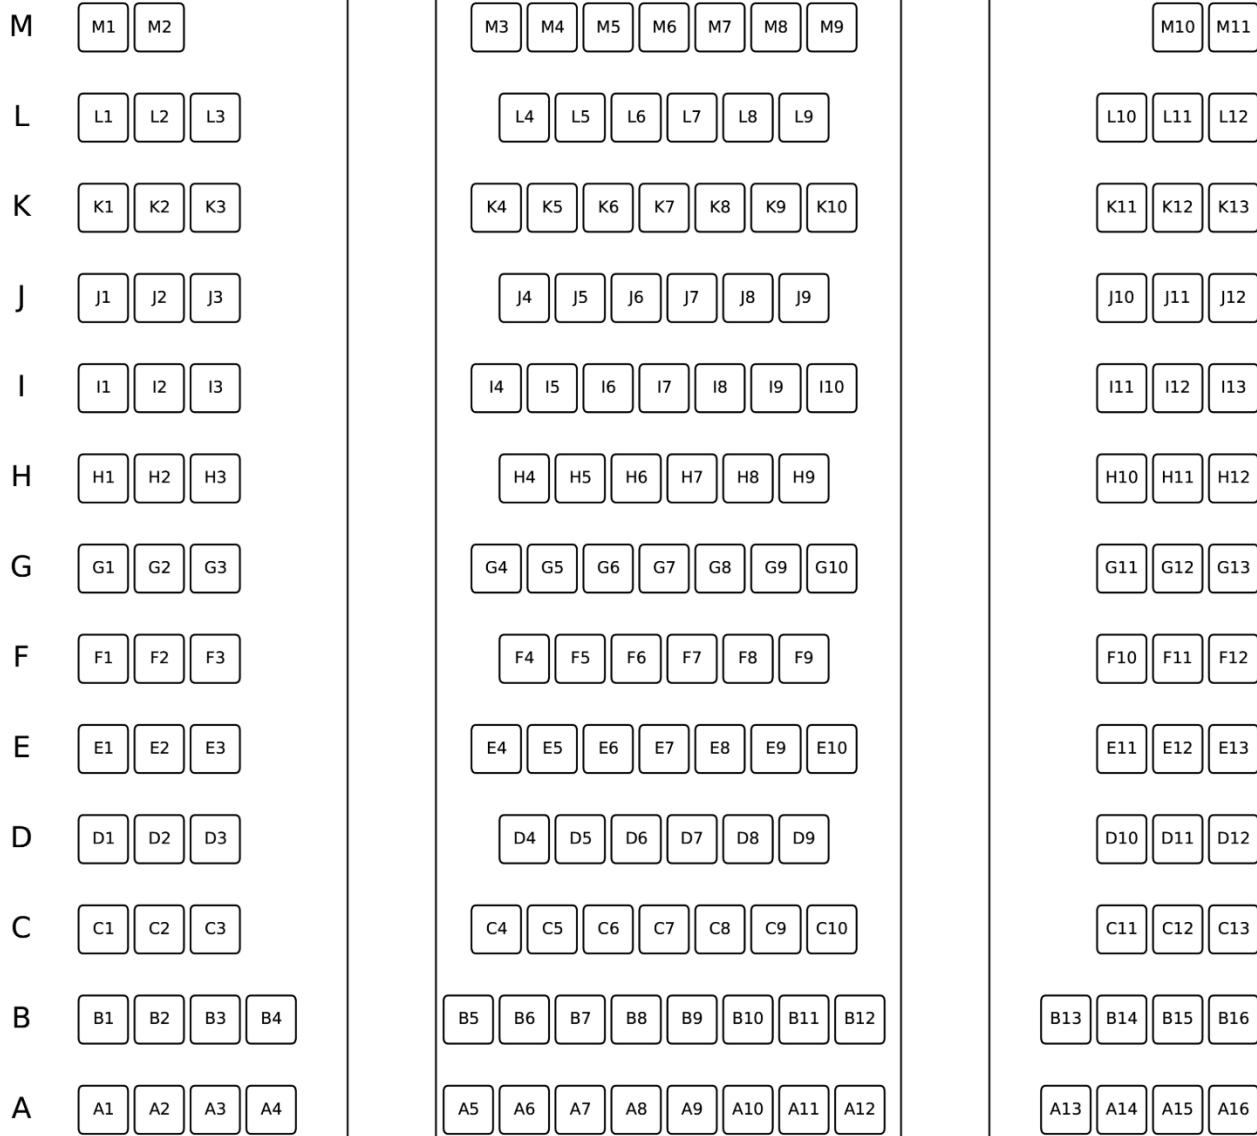 M M1 M2 M3 M4 M5 M6 M7 M8 M9 M10 M11
L L1 L2 L3 L4 L5 L6 L7 L8 L9 L10 L11 L12
K K1 K2 K3 K4 K5 K6 K7 K8 K9 K10 K11 K12 K13
J J1 J2 J3 J4 J5 J6 J7 J8 J9 J10 J11 J12
I I1 I2 I3 I4 I5 I6 I7 I8 I9 I10 I11 I12 I13
H H1 H2 H3 H4 H5 H6 H7 H8 H9 H10 H11 H12
G G1 G2 G3 G4 G5 G6 G7 G8 G9 G10 G11 G12 G13
F F1 F2 F3 F4 F5 F6 F7 F8 F9 F10 F11 F12
E E1 E2 E3 E4 E5 E6 E7 E8 E9 E10 E11 E12 E13
D D1 D2 D3 D4 D5 D6 D7 D8 D9 D10 D11 D12
C C1 C2 C3 C4 C5 C6 C7 C8 C9 C10 C11 C12 C13
B B1 B2 B3 B4 B5 B6 B7 B8 B9 B10 B11 B12 B13 B14 B15 B16
A A1 A2 A3 A4 A5 A6 A7 A8 A9 A10 A11 A12 A13 A14 A15 A16